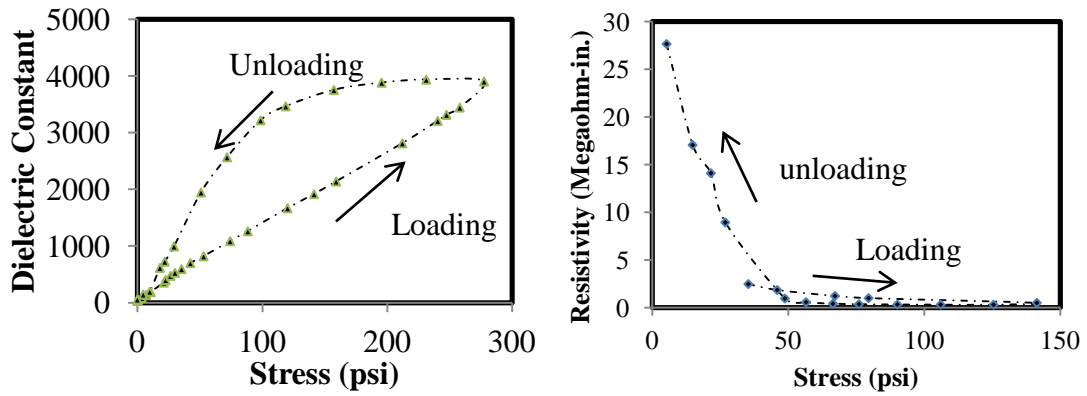 Dielectric Constant
5000
4000
3000
2000
1000
0
Unloading
Loading
0 100 200 300
Stress (psi)
Resistivity (Megaohm-in.)
30
25
20
15
10
5
0
unloading
Loading
0 50 100 150
Stress (psi)